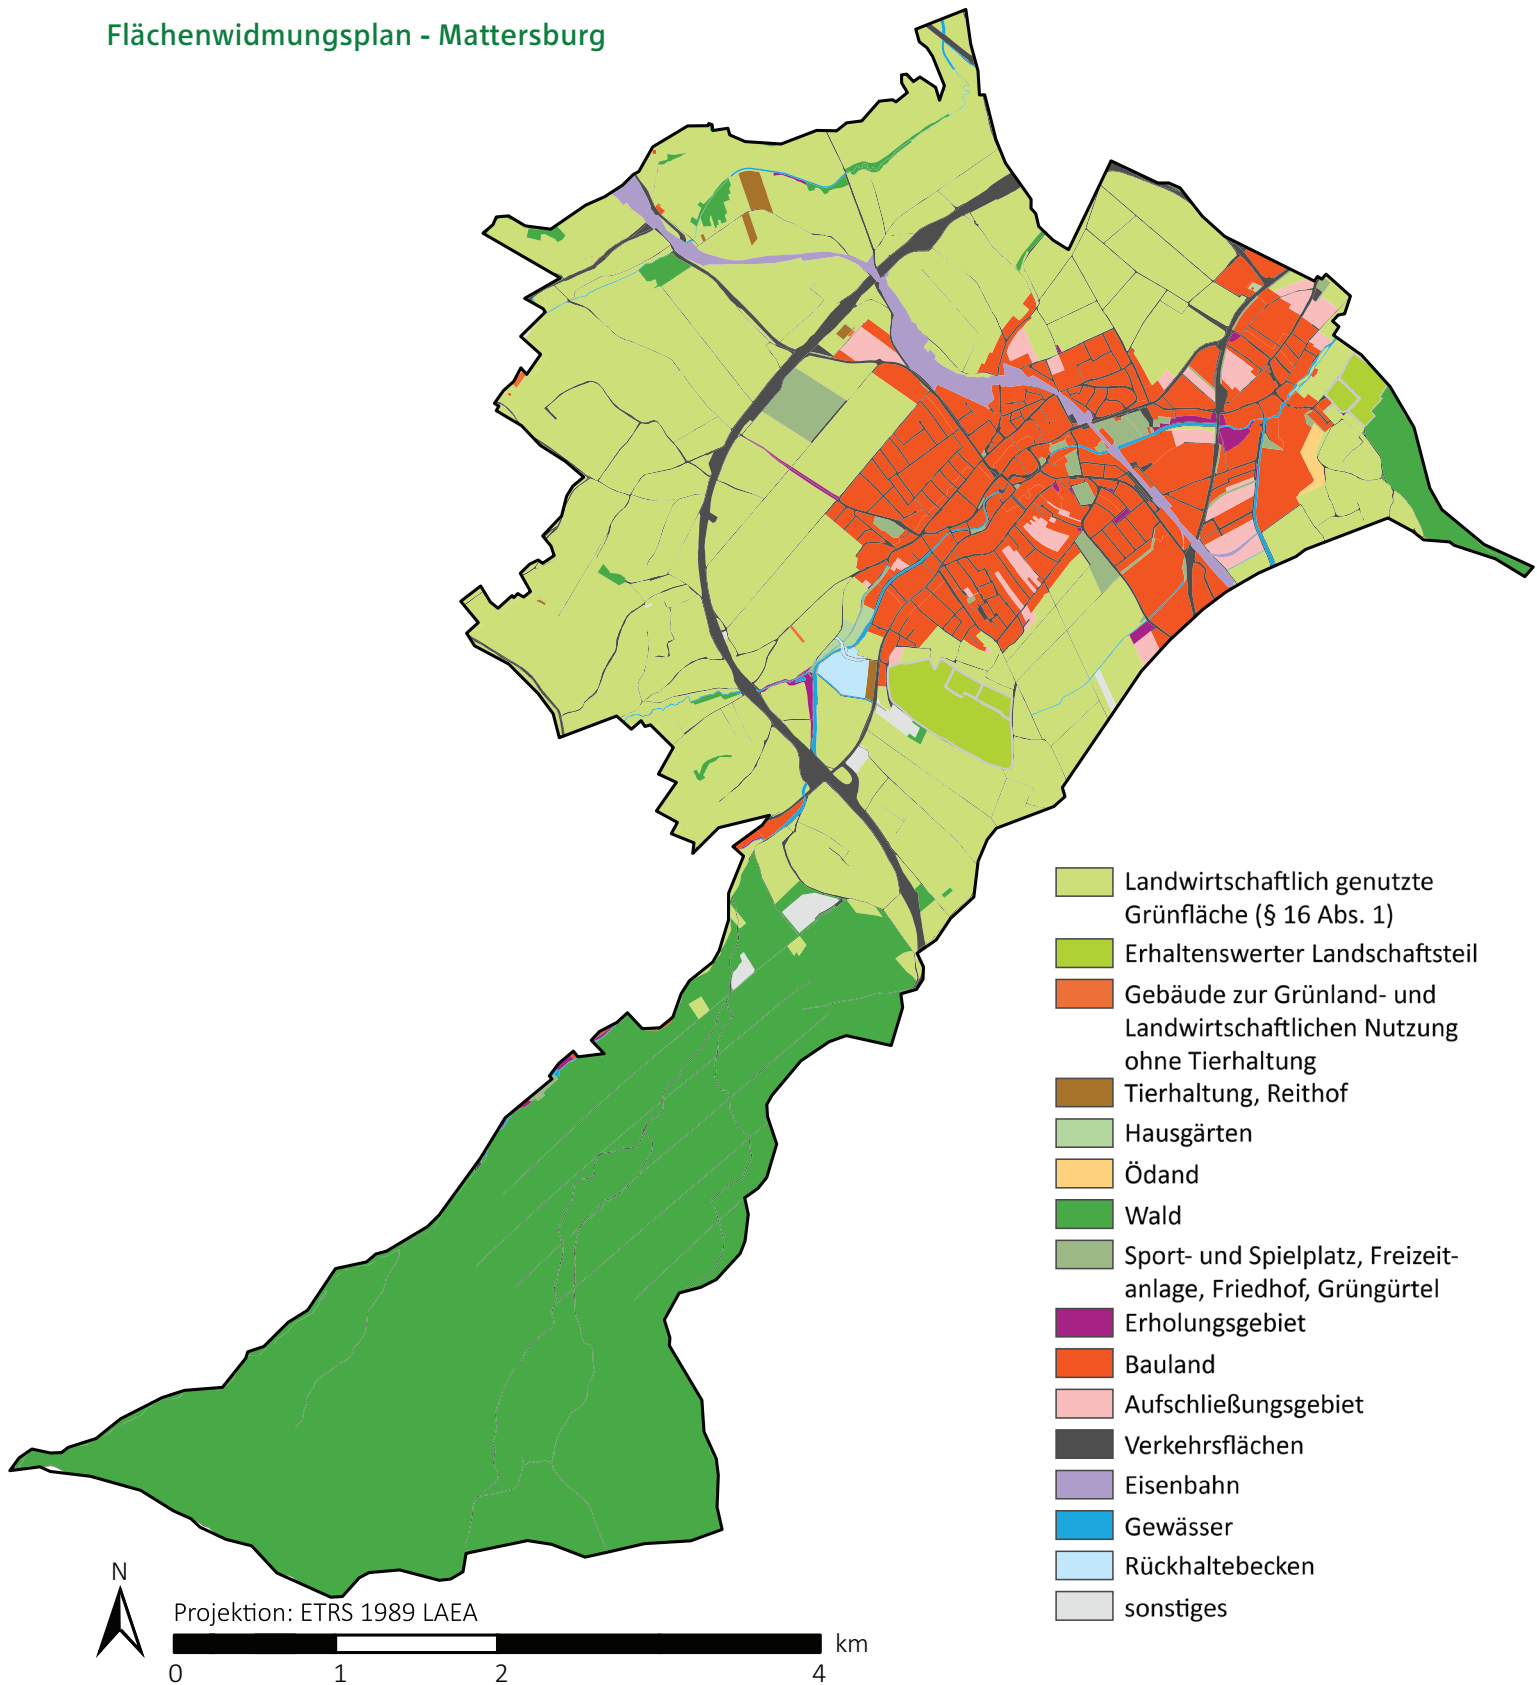 Flächenwidmungsplan - Mattersburg
Landwirtschaftlich genutzte
Grünfläche (§ 16 Abs. 1)
Erhaltenswerter Landschaftsteil
Gebäude zur Grünland- und
Landwirtschaftlichen Nutzung
ohne Tierhaltung
Tierhaltung, Reithof
Hausgärten
Ödand
Wald
Sport- und Spielplatz, Freizeit-
anlage, Friedhof, Grüngürtel
Erholungsgebiet
Bauland
Aufschließungsgebiet
Verkehrsflächen
Eisenbahn
Gewässer
Rückhaltebecken
sonstiges
N
Projektion: ETRS 1989 LAEA
km
0 1 2 4